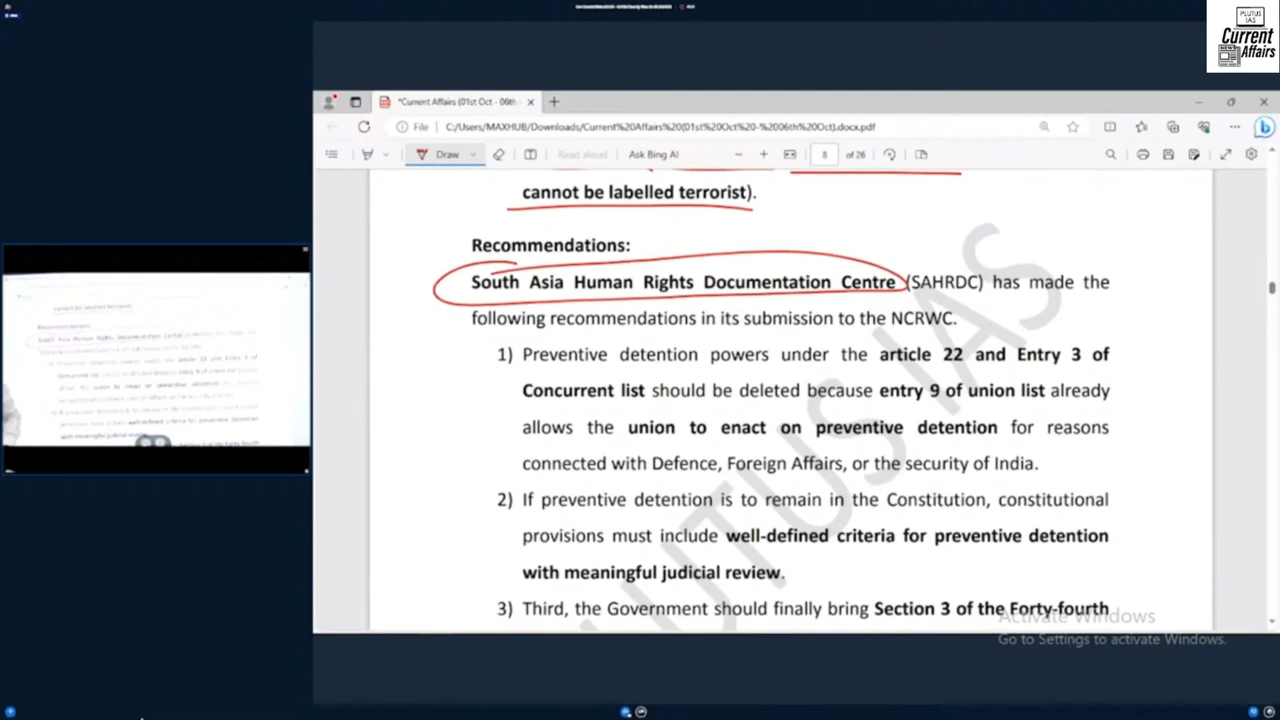 PLUTUS
IAS
Current
NEWS
Affairs
*Current Affairs (01st Oct - 06th
File
C:/Users/MAXHUB/Downloads/Current%20Affairs%20(01st%20Oct%20-%2006th%20Oct).docx.pdf
Draw
Read aloud
Ask Bing AI
8 of 26
cannot be labelled terrorist).
Recommendations:
South Asia Human Rights Documentation Centre (SAHRDC) has made the
following recommendations in its submission to the NCRWC.
1) Preventive detention powers under the article 22 and Entry 3 of
Concurrent list should be deleted because entry 9 of union list already
allows the union to enact on preventive detention for reasons
connected with Defence, Foreign Affairs, or the security of India.
2) If preventive detention is to remain in the Constitution, constitutional
provisions must include well-defined criteria for preventive detention
with meaningful judicial review.
3) Third, the Government should finally bring Section 3 of the Forty-fourth
PLUTUS IAS
Activate Windows
Go to Settings to activate Windows.